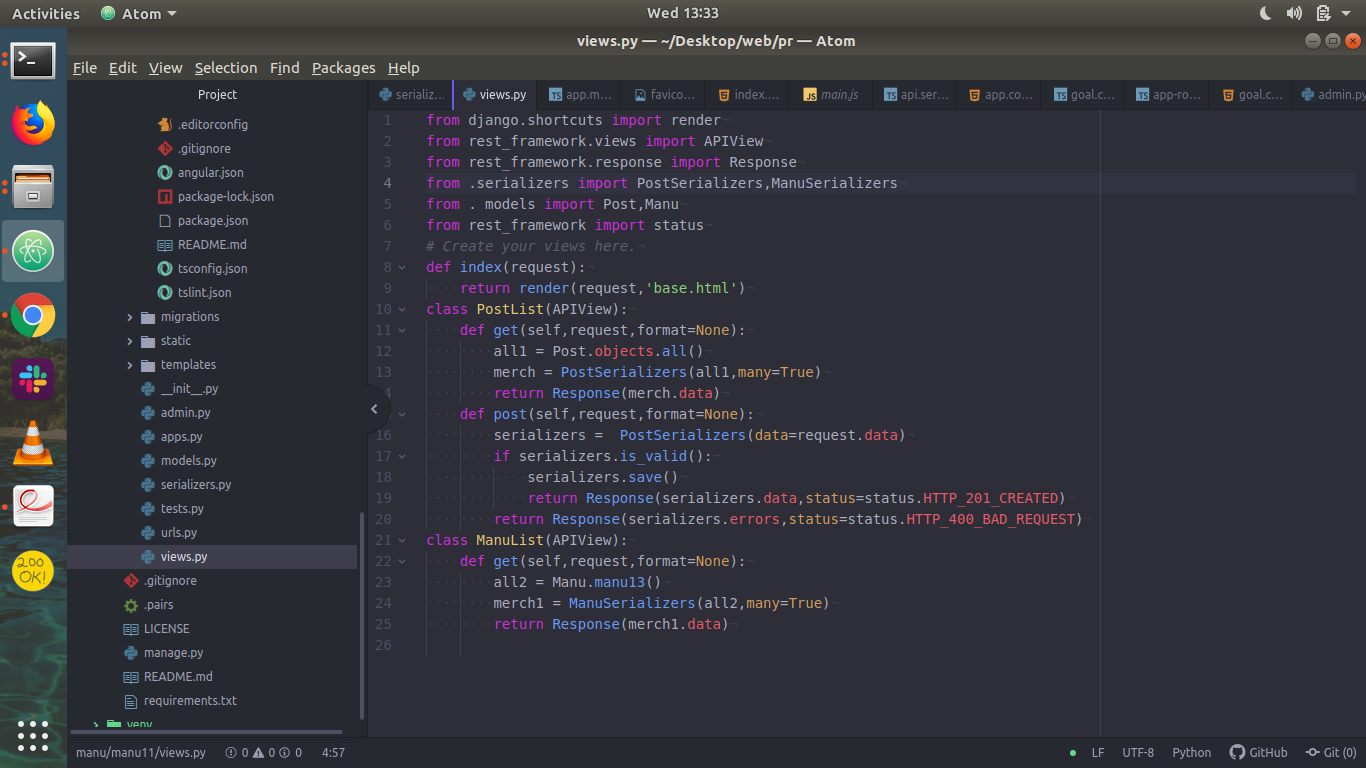 Activities Atom Wed 13:33
views.py — ~/Desktop/web/pr — Atom
File Edit View Selection Find Packages Help
Project
serializ... views.py app.m... favico... index.... main.js api.ser... app.co... goal.c... app-ro... goal.c... admin.py
.editorconfig
.gitignore
angular.json
package-lock.json
package.json
README.md
tsconfig.json
tslint.json
migrations
static
templates
__init__.py
admin.py
apps.py
models.py
serializers.py
tests.py
urls.py
views.py
.gitignore
.pairs
LICENSE
manage.py
README.md
requirements.txt
venv
200
OK!
1 from django.shortcuts import render
2 from rest_framework.views import APIView
3 from rest_framework.response import Response
4 from .serializers import PostSerializers,ManuSerializers
5 from . models import Post,Manu
6 from rest_framework import status
7 # Create your views here.
8 def index(request):
9 return render(request,'base.html')
10 class PostList(APIView):
11 def get(self,request,format=None):
12 all1 = Post.objects.all()
13 merch = PostSerializers(all1,many=True)
return Response(merch.data)
def post(self,request,format=None):
16 serializers =  PostSerializers(data=request.data)
17 if serializers.is_valid():
18 serializers.save()
19 return Response(serializers.data,status=status.HTTP_201_CREATED)
20 return Response(serializers.errors,status=status.HTTP_400_BAD_REQUEST)
21 class ManuList(APIView):
22 def get(self,request,format=None):
23 all2 = Manu.manu13()
24 merch1 = ManuSerializers(all2,many=True)
25 return Response(merch1.data)
26
manu/manu11/views.py 0 0 0 4:57 LF UTF-8 Python GitHub Git (0)